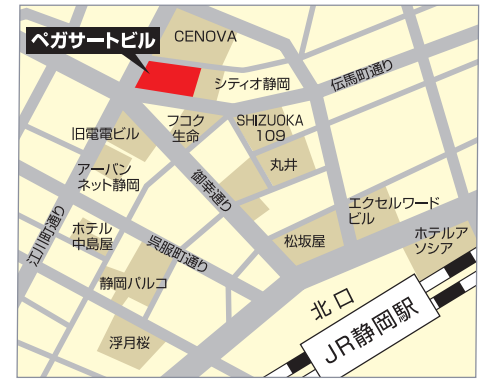 ペガサートビル
CENOVA
シティオ静岡
伝馬町通り
旧電電ビル
フコク
生命
SHIZUOKA
109
丸井
アーバン
ネット静岡
御幸通り
エクセルワード
ビル
ホテル
中島屋
江川町通り
呉服町通り
松坂屋
ホテルア
ソシア
静岡パルコ
北口
JR静岡駅
浮月桜